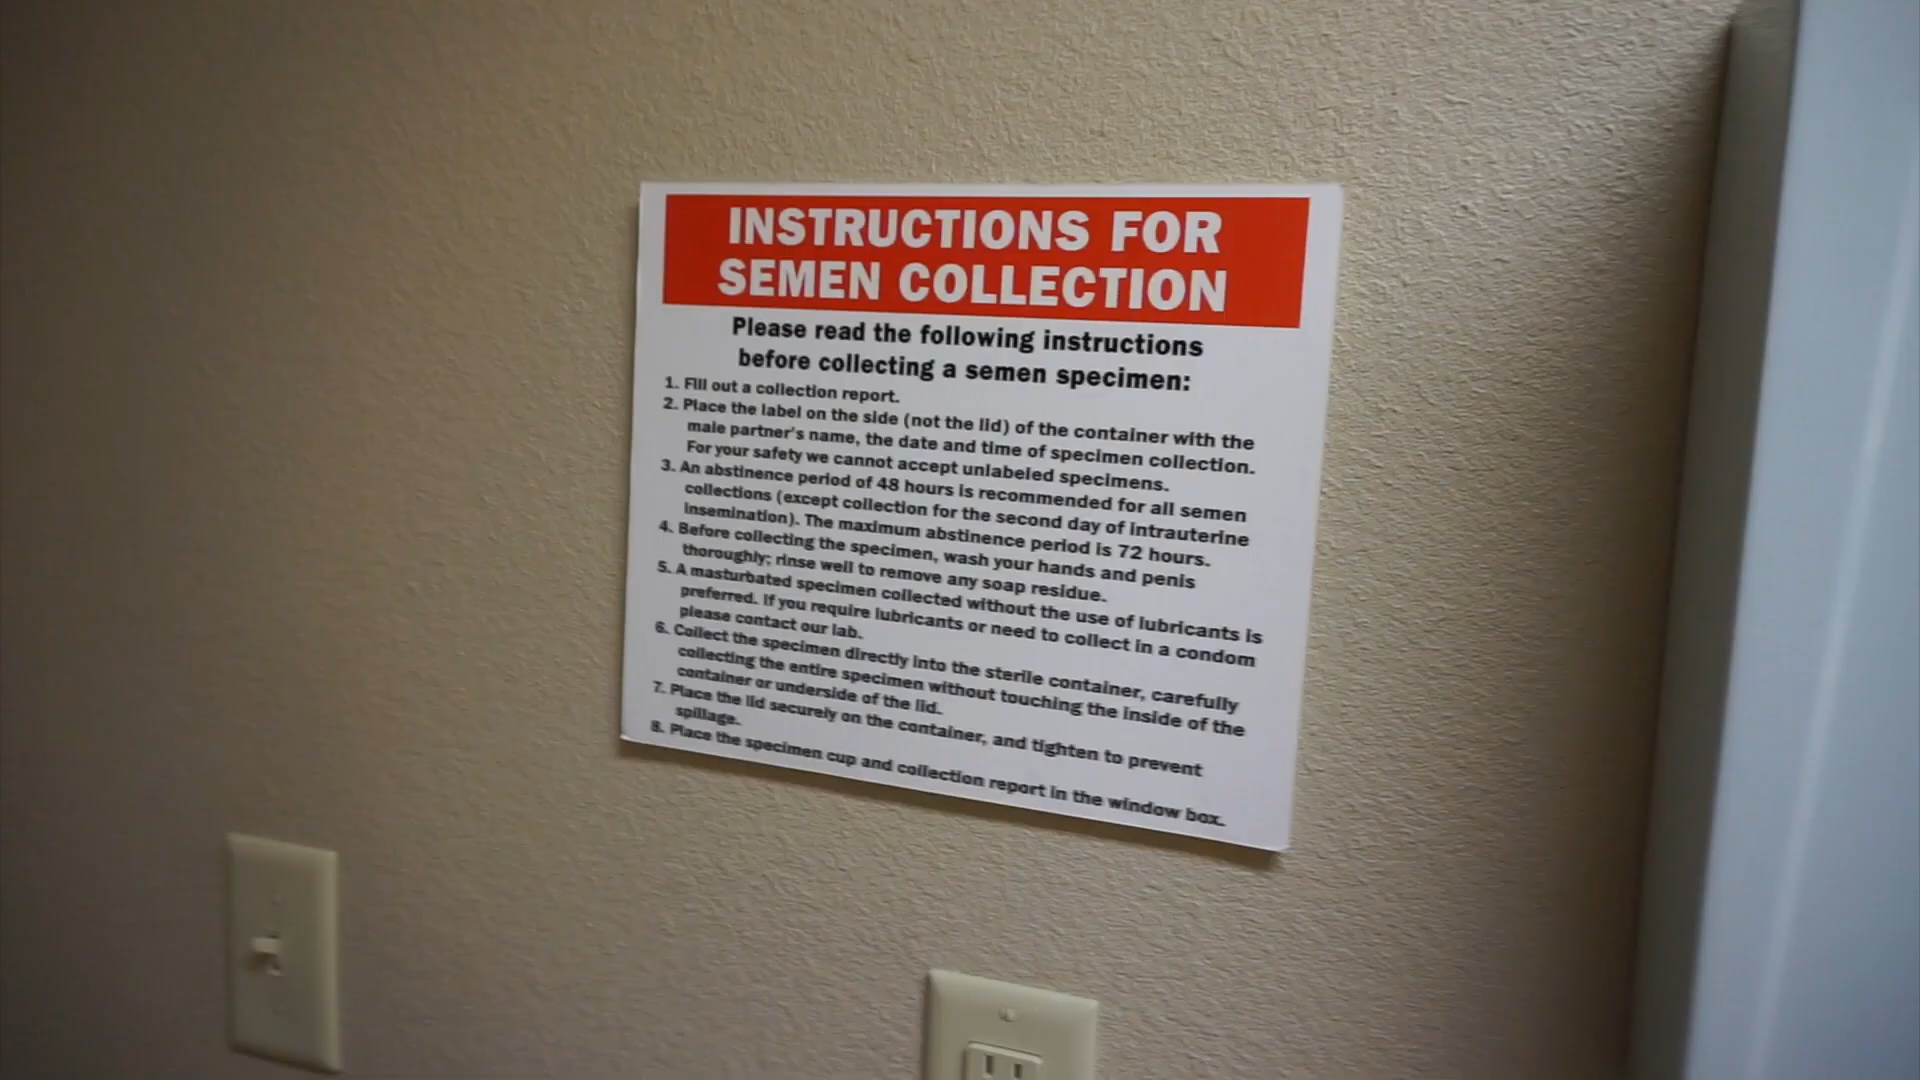 INSTRUCTIONS FOR
SEMEN COLLECTION
Please read the following instructions
before collecting a semen specimen:
1. Fill out a collection report.
2. Place the label on the side (not the lid) of the container with the
male partner's name, the date and time of specimen collection.
For your safety we cannot accept unlabeled specimens.
3. An abstinence period of 48 hours is recommended for all semen
collections (except collection for the second day of intrauterine
insemination). The maximum abstinence period is 72 hours.
4. Before collecting the specimen, wash your hands and penis
thoroughly; rinse well to remove any soap residue.
5. A masturbated specimen collected without the use of lubricants is
preferred. If you require lubricants or need to collect in a condom
please contact our lab.
6. Collect the specimen directly into the sterile container, carefully
collecting the entire specimen without touching the inside of the
container or underside of the lid.
7. Place the lid securely on the container, and tighten to prevent
spillage.
8. Place the specimen cup and collection report in the window box.